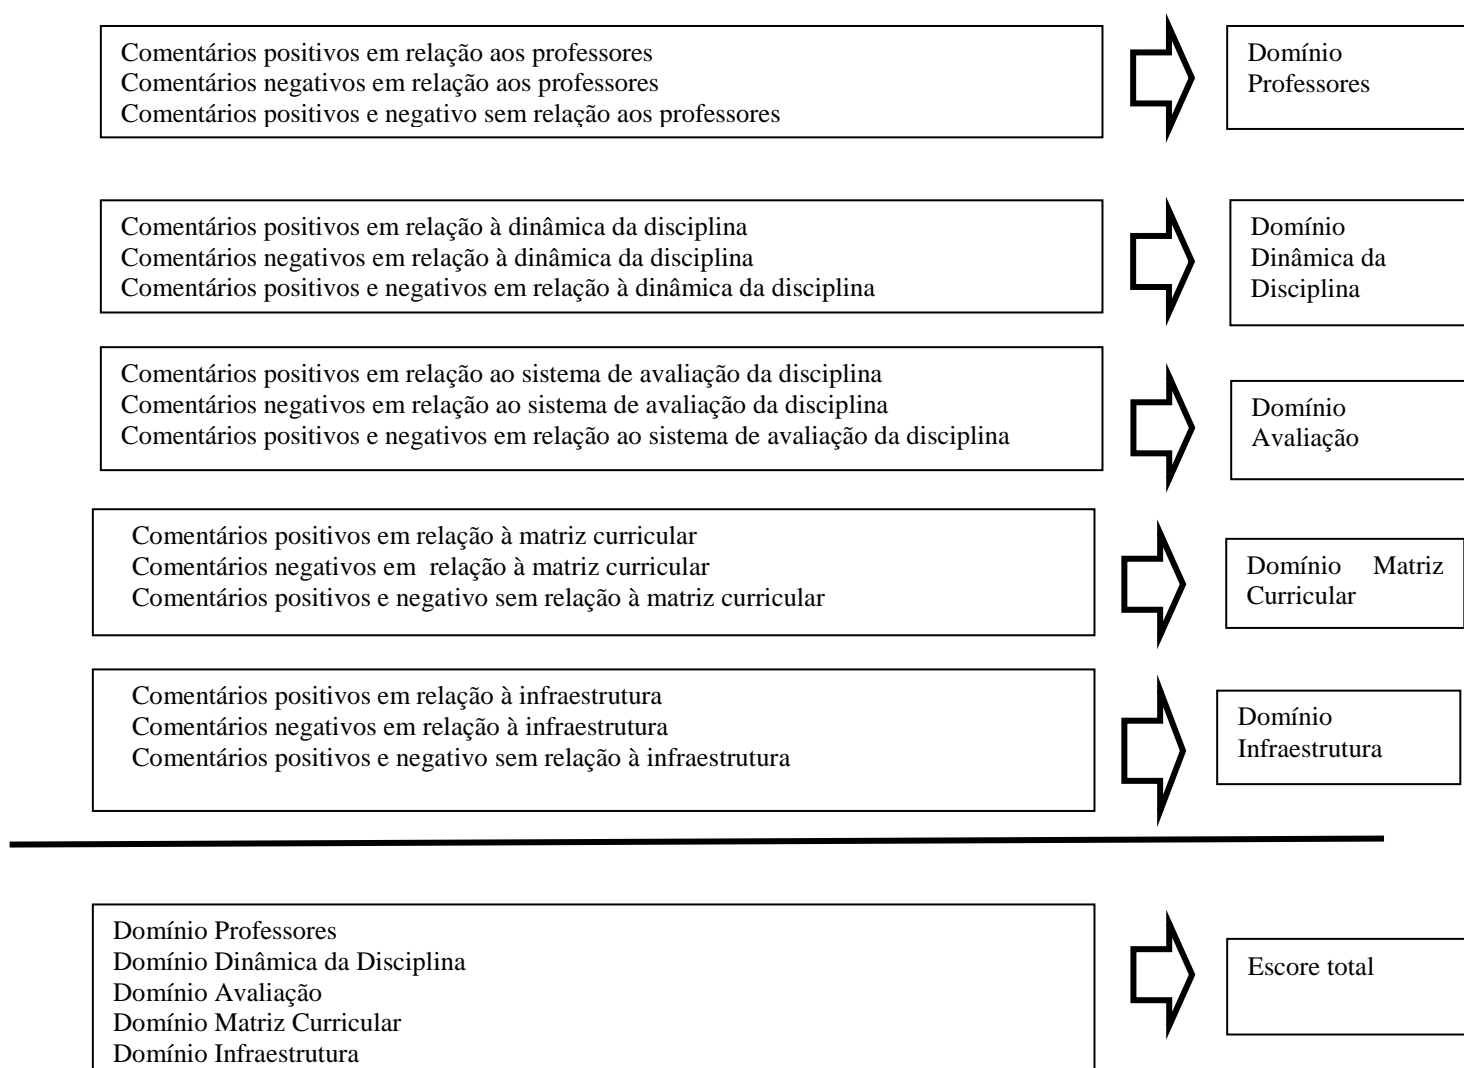 Comentários positivos em relação aos professores
Comentários negativos em relação aos professores
Comentários positivos e negativo sem relação aos professores
Domínio
Professores
Comentários positivos em relação à dinâmica da disciplina
Comentários negativos em relação à dinâmica da disciplina
Comentários positivos e negativos em relação à dinâmica da disciplina
Domínio
Dinâmica da
Disciplina
Comentários positivos em relação ao sistema de avaliação da disciplina
Comentários negativos em relação ao sistema de avaliação da disciplina
Comentários positivos e negativos em relação ao sistema de avaliação da disciplina
Domínio
Avaliação
Comentários positivos em relação à matriz curricular
Comentários negativos em  relação à matriz curricular
Comentários positivos e negativo sem relação à matriz curricular
Domínio Matriz
Curricular
Comentários positivos em relação à infraestrutura
Comentários negativos em relação à infraestrutura
Comentários positivos e negativo sem relação à infraestrutura
Domínio
Infraestrutura
Domínio Professores
Domínio Dinâmica da Disciplina
Domínio Avaliação
Domínio Matriz Curricular
Domínio Infraestrutura
Escore total